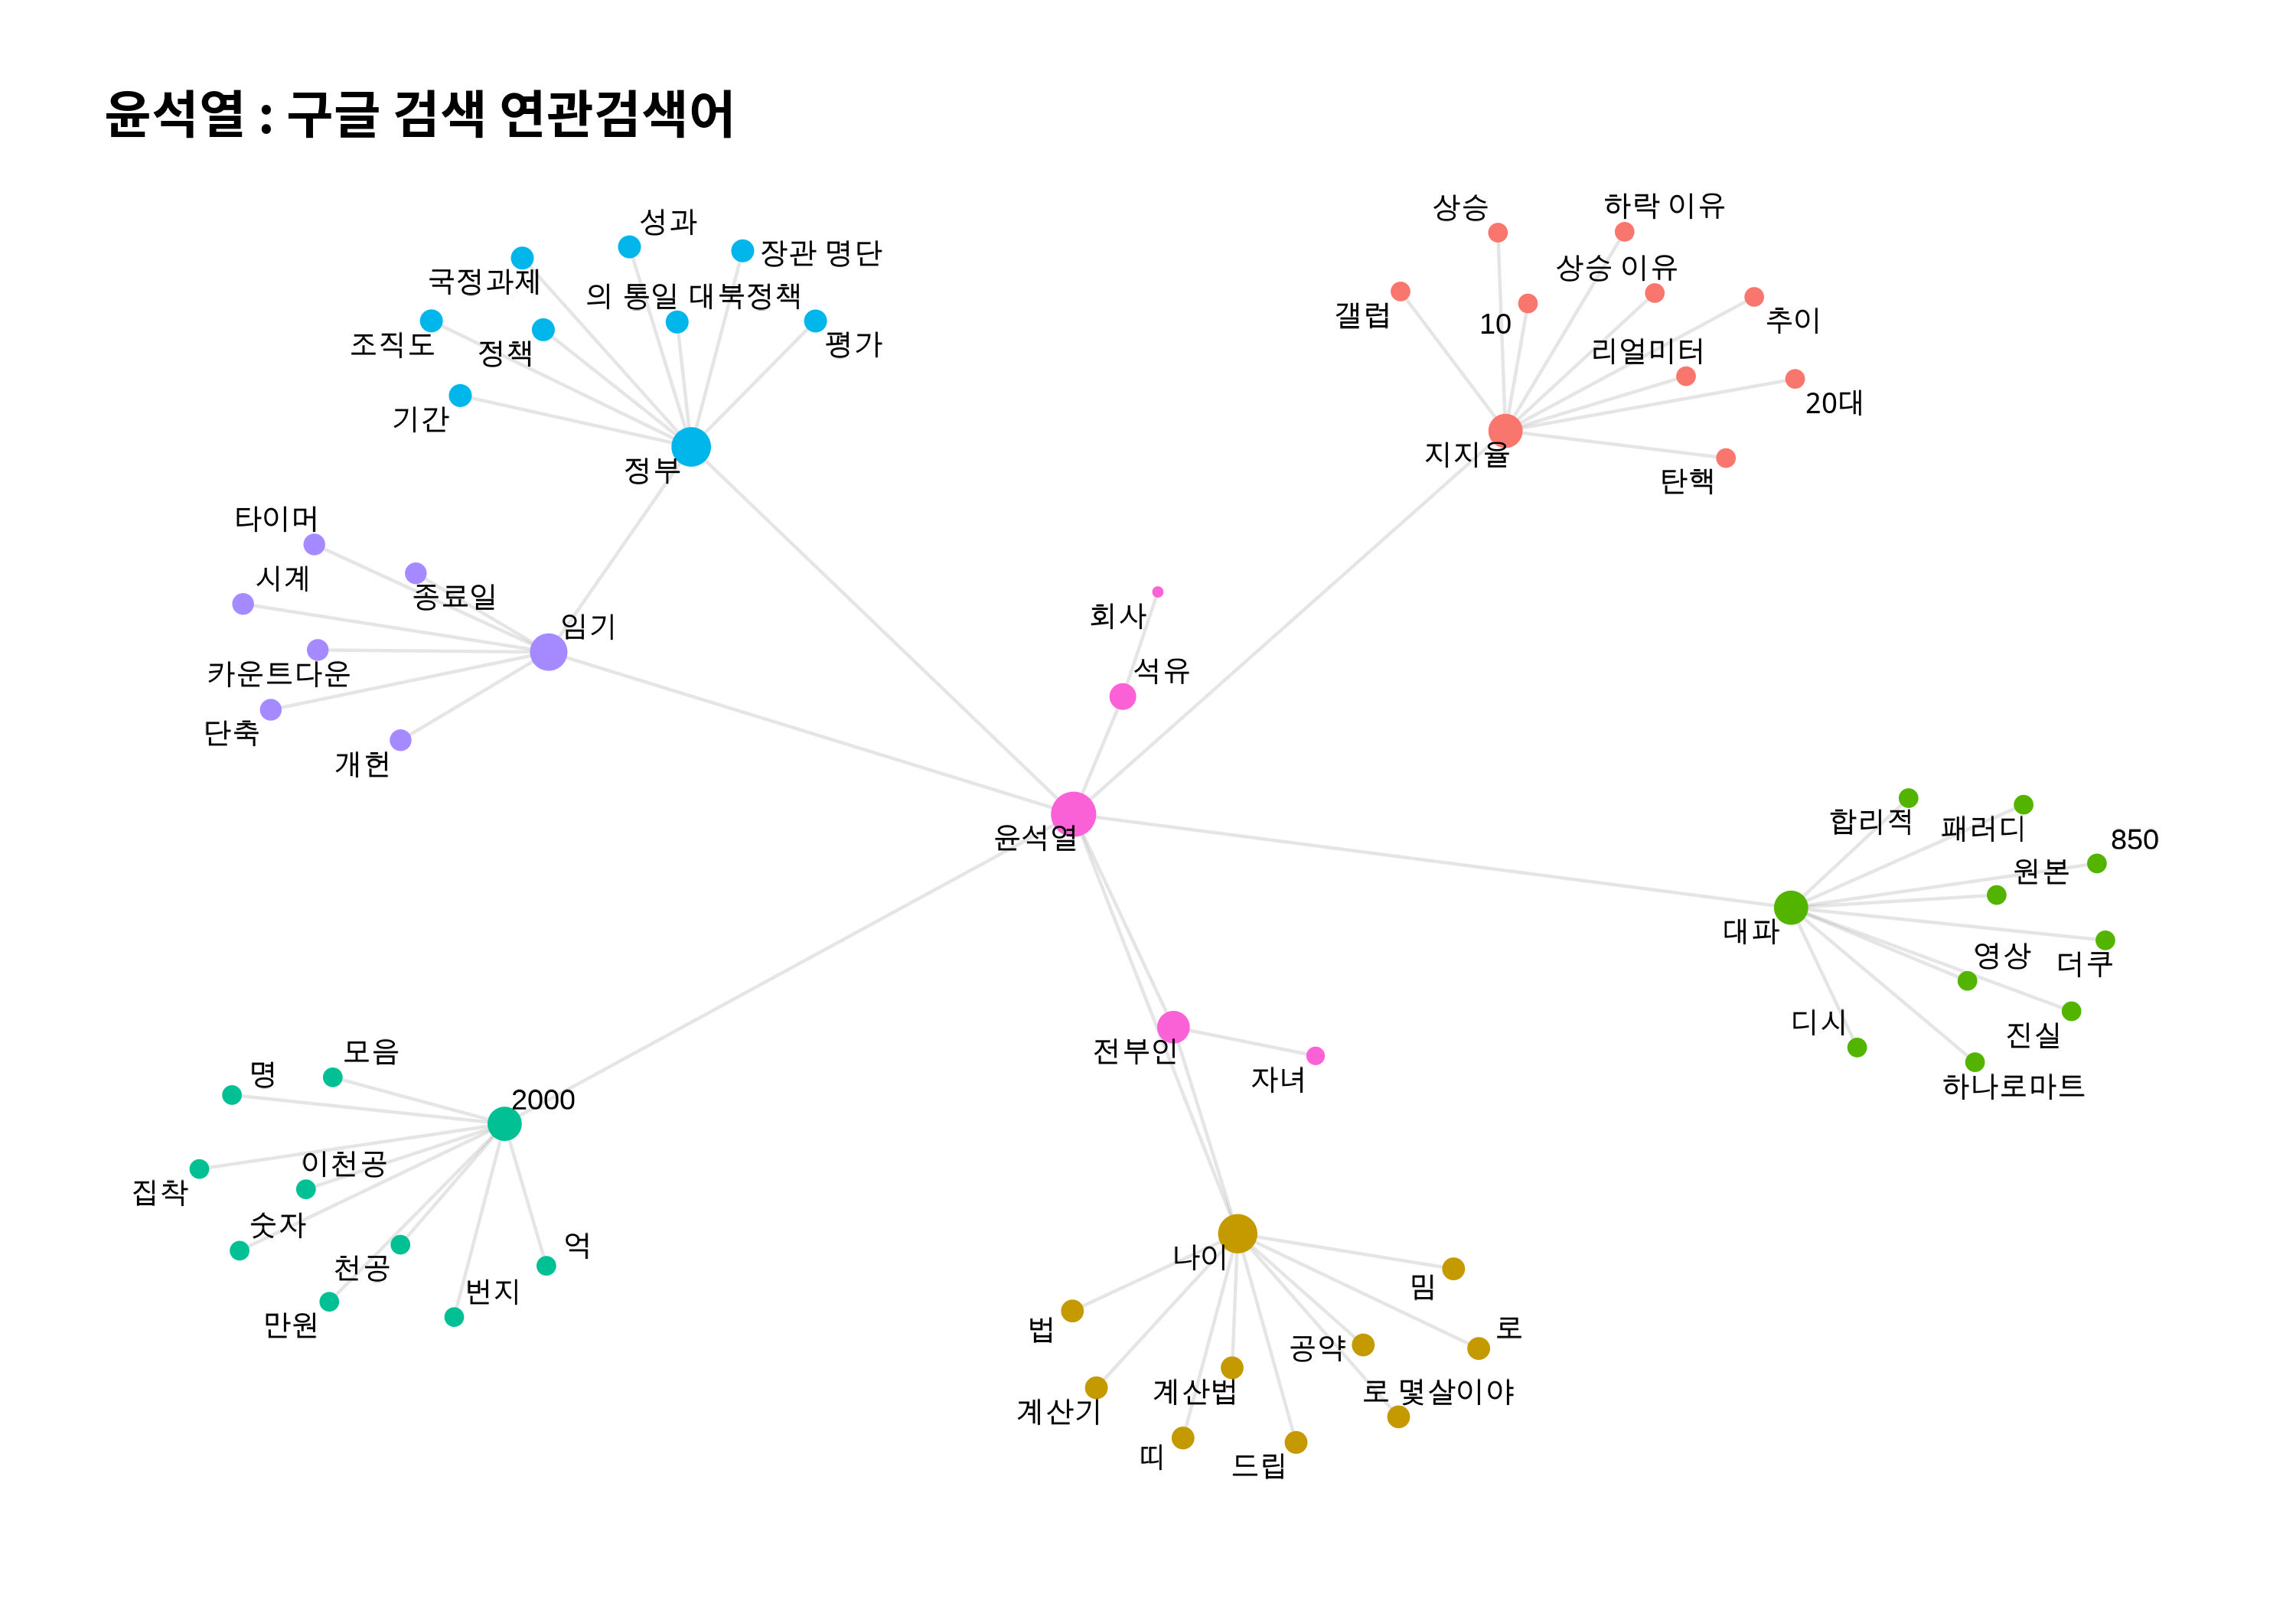 윤석열 : 구글 검색 연관검색어
성과
장관 명단
국정과제
의 통일 대북정책
조직도
정책
평가
기간
정부
상승
하락 이유
상승 이유
갤럽
10
추이
리얼미터
20대
지지율
탄핵
타이머
시계
종료일
임기
카운트다운
단축
개헌
회사
석유
윤석열
합리적
패러디
850
원본
대파
영상
더쿠
디시
진실
하나로마트
전부인
자녀
모음
명
2000
이천공
집착
숫자
천공
억
만원
번지
나이
밈
법
공약
로
계산기
계산법
로 몇살이야
띠
드립